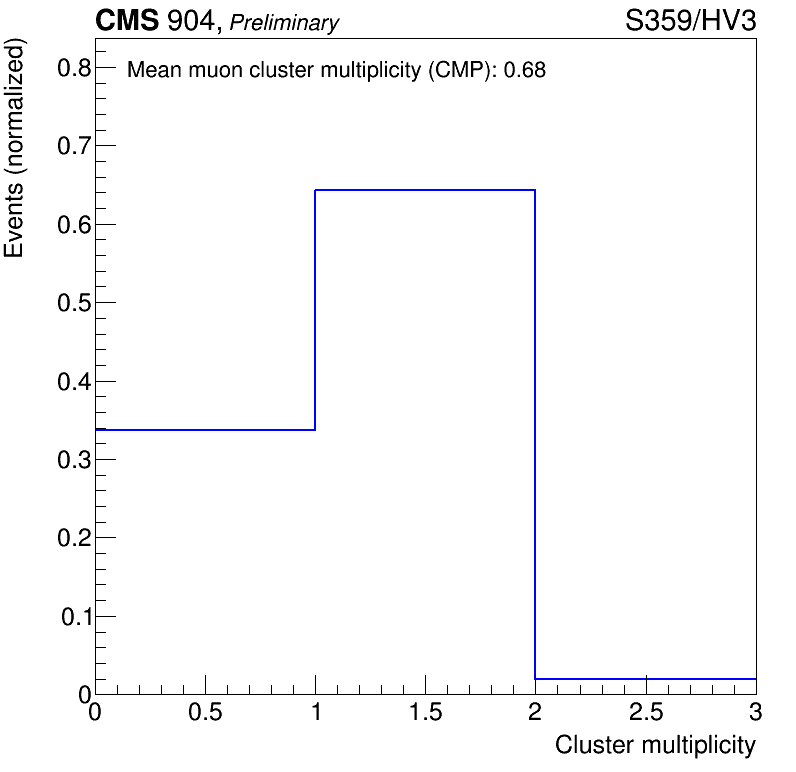 CMS 904, Preliminary S359/HV3
Mean muon cluster multiplicity (CMP): 0.68
Events (normalized)
0.8
0.7
0.6
0.5
0.4
0.3
0.2
0.1
0
0 0.5 1 1.5 2 2.5 3
Cluster multiplicity